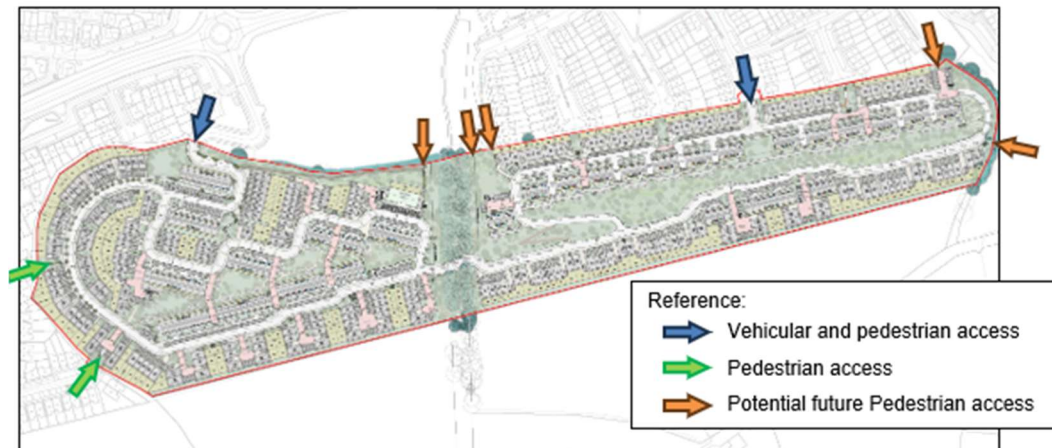 Reference:
Vehicular and pedestrian access
Pedestrian access
Potential future Pedestrian access